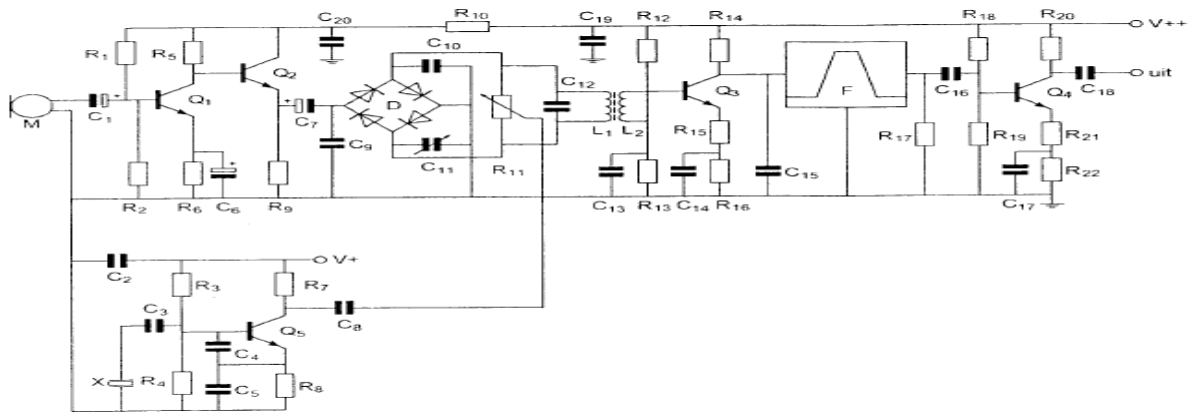 C20 R10 C19 R12 R14 R18 R20 V++
R1 R5 Q2 C10 C12 uit
M C1 Q1 C7 D Q3 F C16 Q4 C18
C9 C11 R11 L1 L2 R15 R17 R19 R21
R2 R6 C6 R9 C13 R13 C14 R16 C15 C17 R22
C2 V+
R3 R7
C3 Q5 C8
X R4 C4 C5 R8